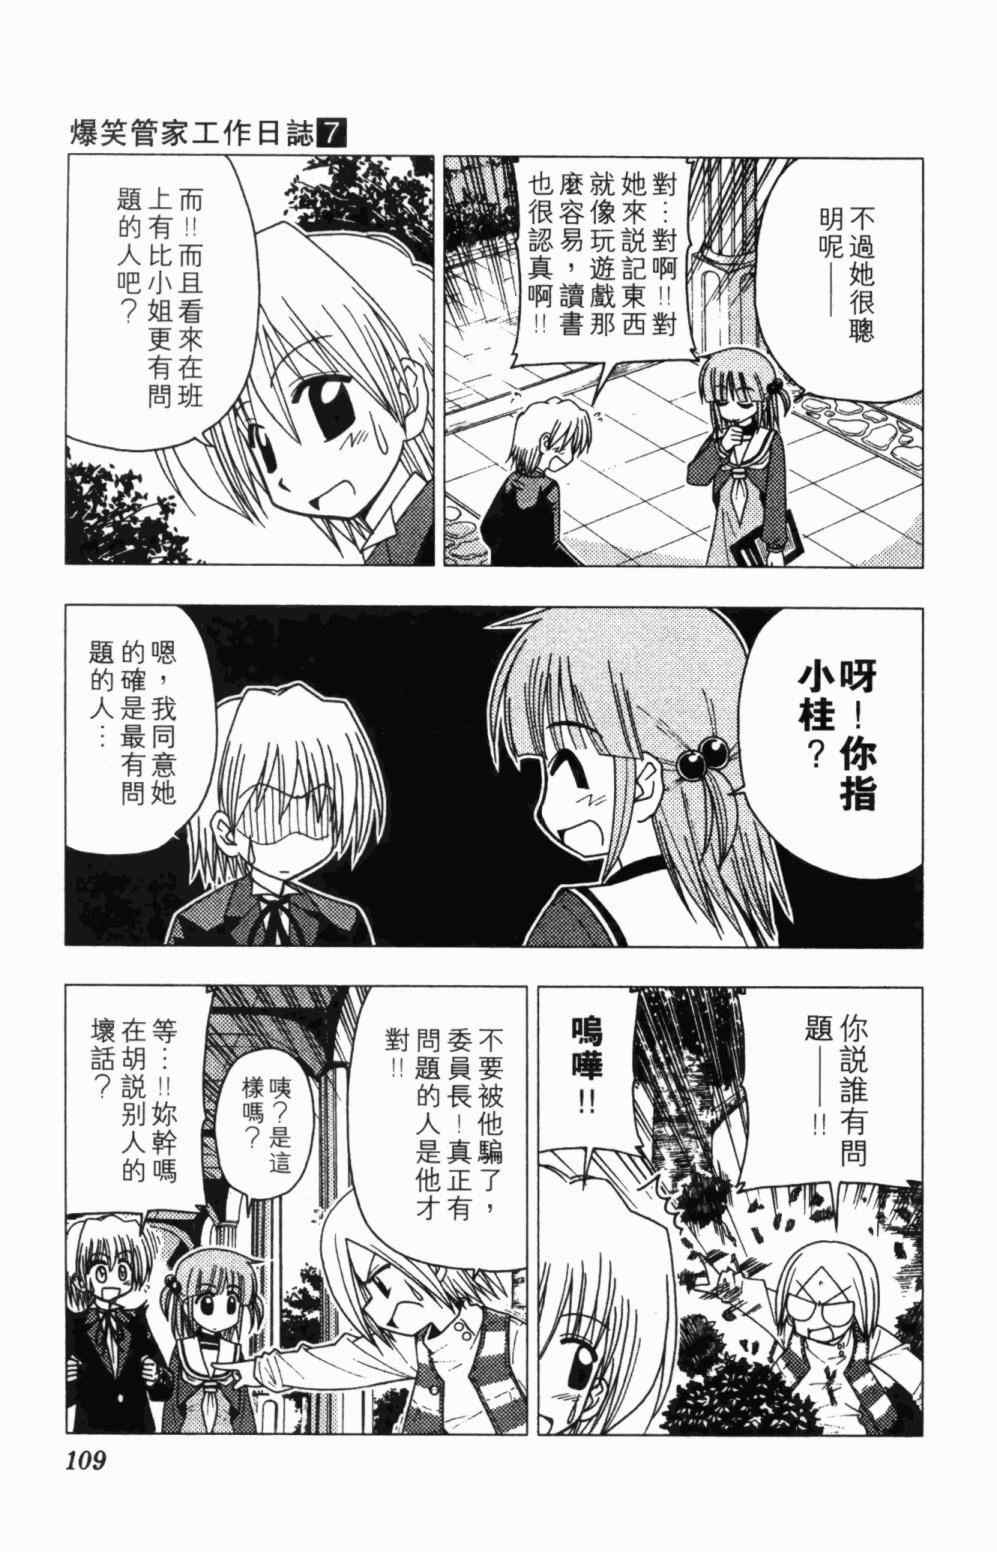 爆笑管家工作日誌7
不過她很聰
明呢——
對…對啊!!對
她來說記東西
就像玩遊戲那
麼容易，讀書
也很認真啊!!
而!!而且看來在班
上有比小姐更有問
題的人吧？
呀！你指
小桂？
嗯，我同意她
的確是最有問
題的人…
你說誰有問
題——!!
嗚嘩!!
不要被他騙了，
委員長！真正有
問題的人是他才
對!!
咦？是這
樣嗎？
等…!!妳幹嗎
在胡說別人的
壞話？
109